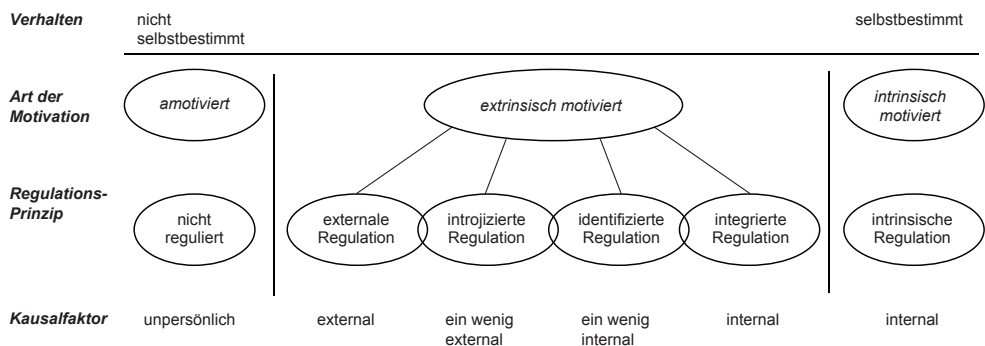 Verhalten
nicht
selbstbestimmt
selbstbestimmt
Art der
Motivation
amotiviert
extrinsisch motiviert
intrinsisch
motiviert
Regulations-
Prinzip
nicht
reguliert
externale
Regulation
introjizierte
Regulation
identifizierte
Regulation
integrierte
Regulation
intrinsische
Regulation
Kausalfaktor
unpersönlich
external
ein wenig
external
ein wenig
internal
internal
internal